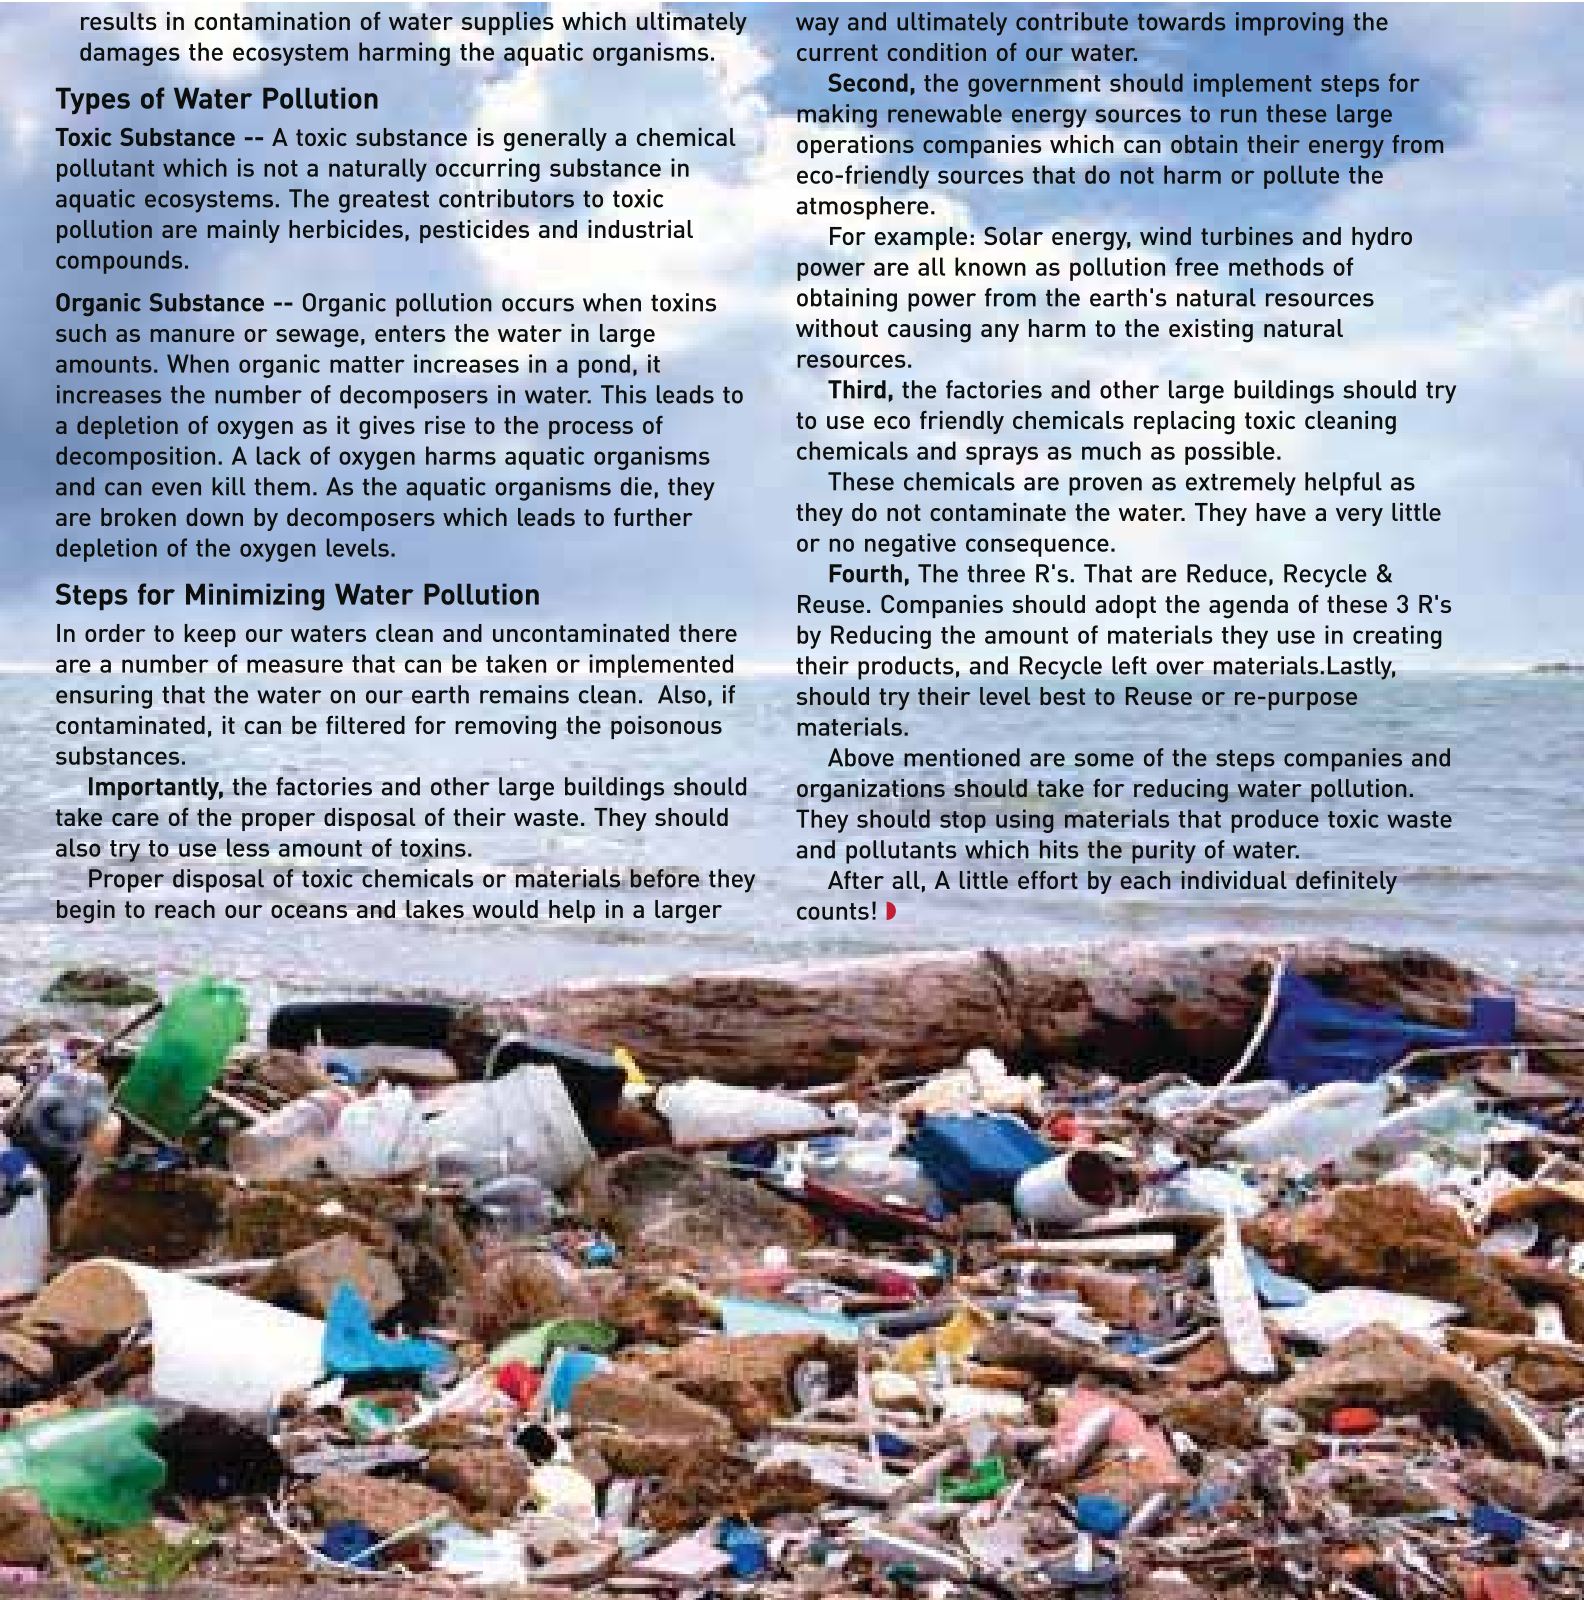 results in contamination of water supplies which ultimately
damages the ecosystem harming the aquatic organisms.
Types of Water Pollution
Toxic Substance -- A toxic substance is generally a chemical
pollutant which is not a naturally occurring substance in
aquatic ecosystems. The greatest contributors to toxic
pollution are mainly herbicides, pesticides and industrial
compounds.
Organic Substance -- Organic pollution occurs when toxins
such as manure or sewage, enters the water in large
amounts. When organic matter increases in a pond, it
increases the number of decomposers in water. This leads to
a depletion of oxygen as it gives rise to the process of
decomposition. A lack of oxygen harms aquatic organisms
and can even kill them. As the aquatic organisms die, they
are broken down by decomposers which leads to further
depletion of the oxygen levels.
Steps for Minimizing Water Pollution
In order to keep our waters clean and uncontaminated there
are a number of measure that can be taken or implemented
ensuring that the water on our earth remains clean.  Also, if
contaminated, it can be filtered for removing the poisonous
substances.
Importantly, the factories and other large buildings should
take care of the proper disposal of their waste. They should
also try to use less amount of toxins.
Proper disposal of toxic chemicals or materials before they
begin to reach our oceans and lakes would help in a larger
way and ultimately contribute towards improving the
current condition of our water.
Second, the government should implement steps for
making renewable energy sources to run these large
operations companies which can obtain their energy from
eco-friendly sources that do not harm or pollute the
atmosphere.
For example: Solar energy, wind turbines and hydro
power are all known as pollution free methods of
obtaining power from the earth's natural resources
without causing any harm to the existing natural
resources.
Third, the factories and other large buildings should try
to use eco friendly chemicals replacing toxic cleaning
chemicals and sprays as much as possible.
These chemicals are proven as extremely helpful as
they do not contaminate the water. They have a very little
or no negative consequence.
Fourth, The three R's. That are Reduce, Recycle &
Reuse. Companies should adopt the agenda of these 3 R's
by Reducing the amount of materials they use in creating
their products, and Recycle left over materials.Lastly,
should try their level best to Reuse or re-purpose
materials.
Above mentioned are some of the steps companies and
organizations should take for reducing water pollution.
They should stop using materials that produce toxic waste
and pollutants which hits the purity of water.
After all, A little effort by each individual definitely
counts!